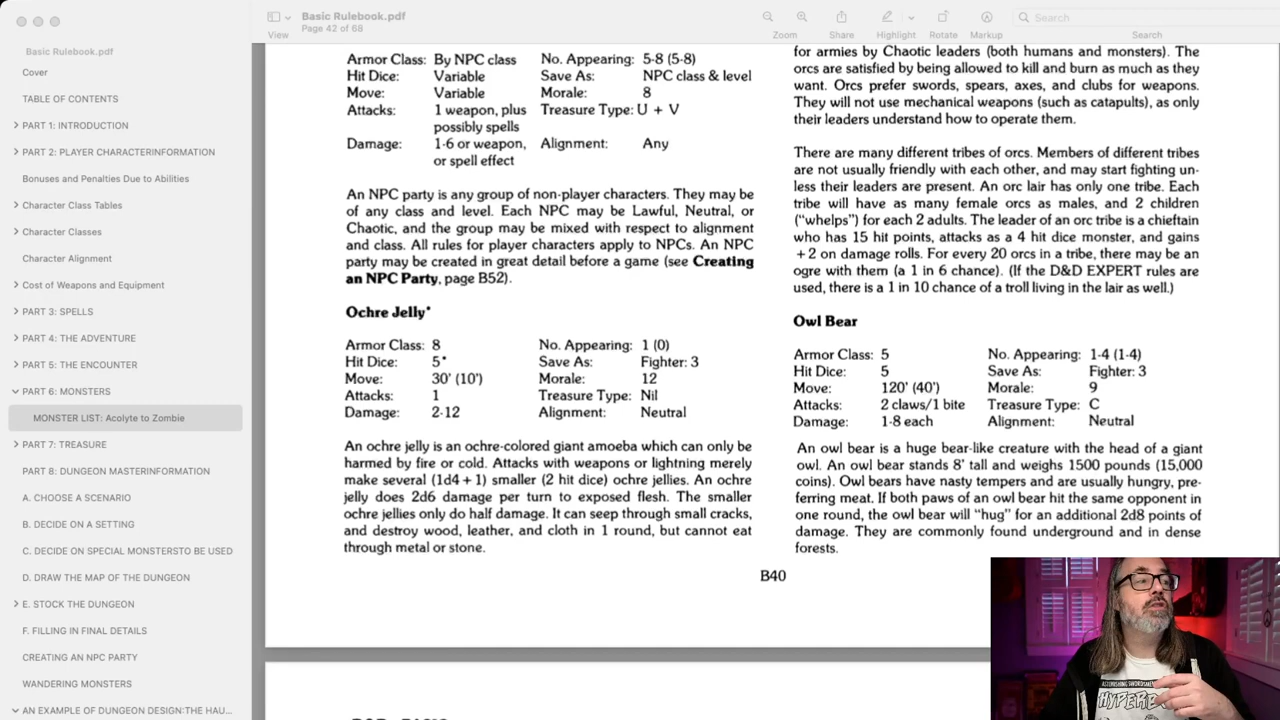 Basic Rulebook.pdf
Page 42 of 68
View
Zoom
Share
Highlight
Rotate
Markup
Search
Search
Basic Rulebook.pdf
Cover
TABLE OF CONTENTS
PART 1: INTRODUCTION
PART 2: PLAYER CHARACTERINFORMATION
Bonuses and Penalties Due to Abilities
Character Class Tables
Character Classes
Character Alignment
Cost of Weapons and Equipment
PART 3: SPELLS
PART 4: THE ADVENTURE
PART 5: THE ENCOUNTER
PART 6: MONSTERS
MONSTER LIST: Acolyte to Zombie
PART 7: TREASURE
PART 8: DUNGEON MASTERINFORMATION
A. CHOOSE A SCENARIO
B. DECIDE ON A SETTING
C. DECIDE ON SPECIAL MONSTERSTO BE USED
D. DRAW THE MAP OF THE DUNGEON
E. STOCK THE DUNGEON
F. FILLING IN FINAL DETAILS
CREATING AN NPC PARTY
WANDERING MONSTERS
AN EXAMPLE OF DUNGEON DESIGN:THE HAU...
Armor Class: By NPC class No. Appearing: 5-8 (5-8)
Hit Dice: Variable Save As: NPC class & level
Move: Variable Morale: 8
Attacks: 1 weapon, plus Treasure Type: U + V
possibly spells
Damage: 1-6 or weapon, Alignment: Any
or spell effect
An NPC party is any group of non-player characters. They may be
of any class and level. Each NPC may be Lawful, Neutral, or
Chaotic, and the group may be mixed with respect to alignment
and class. All rules for player characters apply to NPCs. An NPC
party may be created in great detail before a game (see Creating
an NPC Party, page B52).
Ochre Jelly*
Armor Class: 8 No. Appearing: 1 (0)
Hit Dice: 5* Save As: Fighter: 3
Move: 30' (10') Morale: 12
Attacks: 1 Treasure Type: Nil
Damage: 2-12 Alignment: Neutral
An ochre jelly is an ochre-colored giant amoeba which can only be
harmed by fire or cold. Attacks with weapons or lightning merely
make several (1d4 + 1) smaller (2 hit dice) ochre jellies. An ochre
jelly does 2d6 damage per turn to exposed flesh. The smaller
ochre jellies only do half damage. It can seep through small cracks,
and destroy wood, leather, and cloth in 1 round, but cannot eat
through metal or stone.
for armies by Chaotic leaders (both humans and monsters). The
orcs are satisfied by being allowed to kill and burn as much as they
want. Orcs prefer swords, spears, axes, and clubs for weapons.
They will not use mechanical weapons (such as catapults), as only
their leaders understand how to operate them.
There are many different tribes of orcs. Members of different tribes
are not usually friendly with each other, and may start fighting un-
less their leaders are present. An orc lair has only one tribe. Each
tribe will have as many female orcs as males, and 2 children
("whelps") for each 2 adults. The leader of an orc tribe is a chieftain
who has 15 hit points, attacks as a 4 hit dice monster, and gains
+2 on damage rolls. For every 20 orcs in a tribe, there may be an
ogre with them (a 1 in 6 chance). (If the D&D EXPERT rules are
used, there is a 1 in 10 chance of a troll living in the lair as well.)
Owl Bear
Armor Class: 5 No. Appearing: 1-4 (1-4)
Hit Dice: 5 Save As: Fighter: 3
Move: 120' (40') Morale: 9
Attacks: 2 claws/1 bite Treasure Type: C
Damage: 1-8 each Alignment: Neutral
An owl bear is a huge bear-like creature with the head of a giant
owl. An owl bear stands 8' tall and weighs 1500 pounds (15,000
coins). Owl bears have nasty tempers and are usually hungry, pre-
ferring meat. If both paws of an owl bear hit the same opponent in
one round, the owl bear will "hug" for an additional 2d8 points of
damage. They are commonly found underground and in dense
forests.
B40